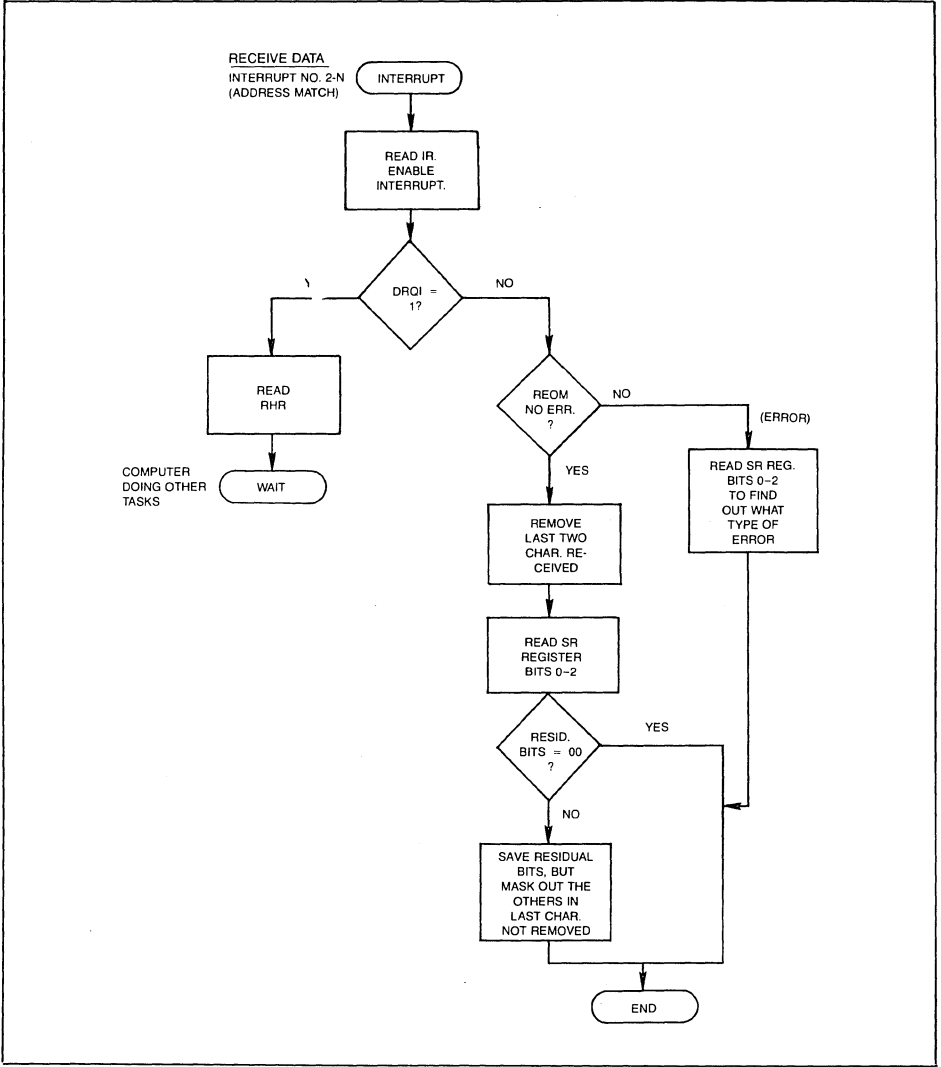 RECEIVE DATA
INTERRUPT NO. 2-N
(ADDRESS MATCH)
INTERRUPT
READ IR.
ENABLE
INTERRUPT.
DRQI =
1?
NO
READ
RHR
COMPUTER
DOING OTHER
TASKS
WAIT
REOM
NO ERR.
?
NO
(ERROR)
YES
READ SR REG.
BITS 0-2
TO FIND
OUT WHAT
TYPE OF
ERROR
REMOVE
LAST TWO
CHAR. RE-
CEIVED
READ SR
REGISTER
BITS 0-2
RESID.
BITS = 00
?
YES
NO
SAVE RESIDUAL
BITS, BUT
MASK OUT THE
OTHERS IN
LAST CHAR.
NOT REMOVED
END